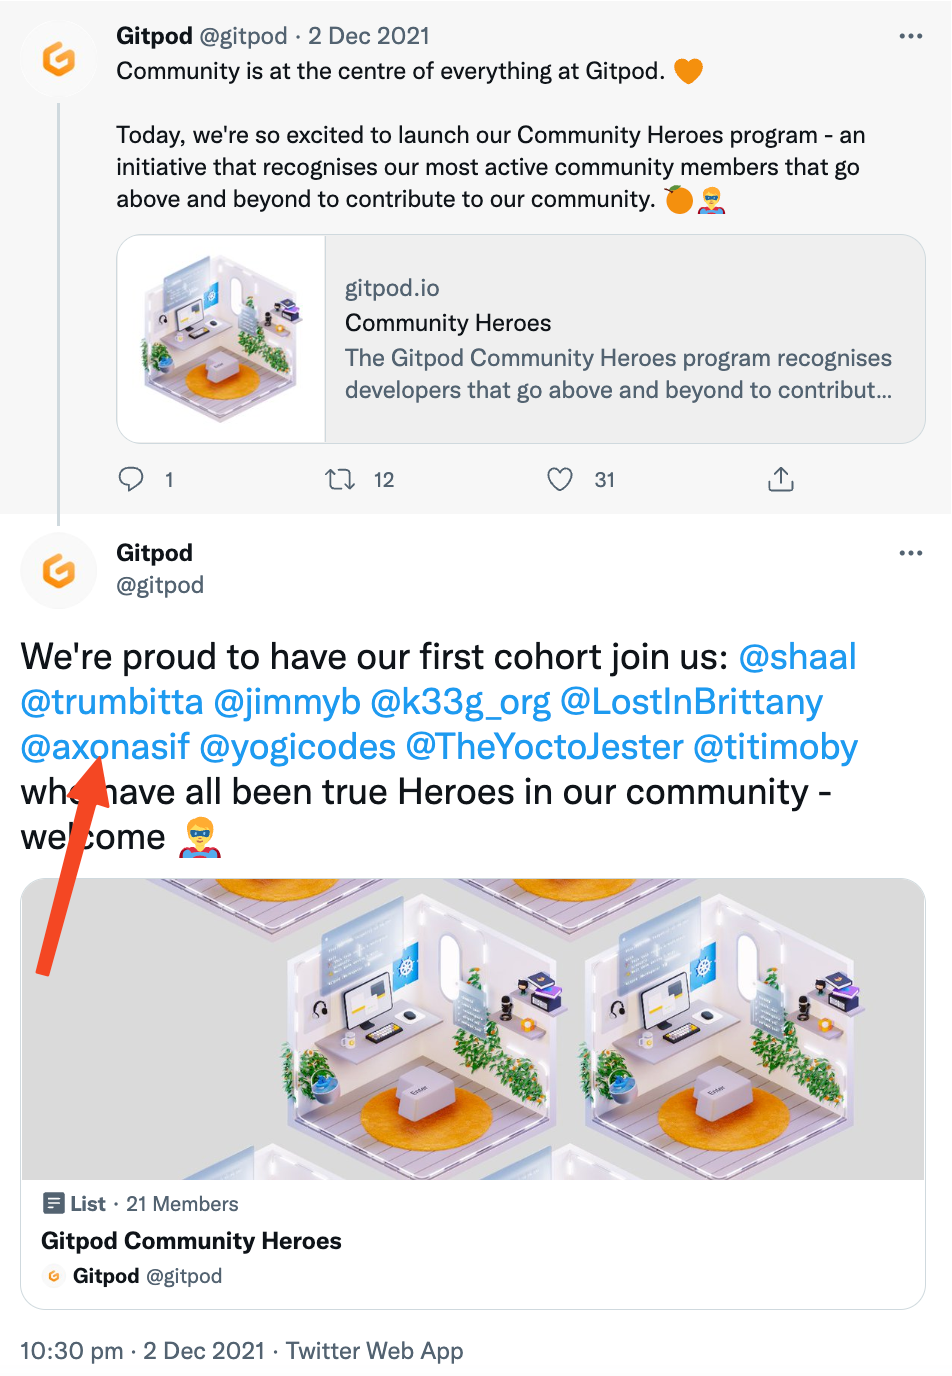 Gitpod @gitpod · 2 Dec 2021
Community is at the centre of everything at Gitpod. 🧡
Today, we're so excited to launch our Community Heroes program - an
initiative that recognises our most active community members that go
above and beyond to contribute to our community. 🍊🦸
gitpod.io
Community Heroes
The Gitpod Community Heroes program recognises
developers that go above and beyond to contribut...
1 12 31
Gitpod
@gitpod
We're proud to have our first cohort join us: @shaal
@trumbitta @jimmyb @k33g_org @LostInBrittany
@axonasif @yogicodes @TheYoctoJester @titimoby
who have all been true Heroes in our community -
welcome 🦸
Enter
Enter
List · 21 Members
Gitpod Community Heroes
Gitpod @gitpod
10:30 pm · 2 Dec 2021 · Twitter Web App